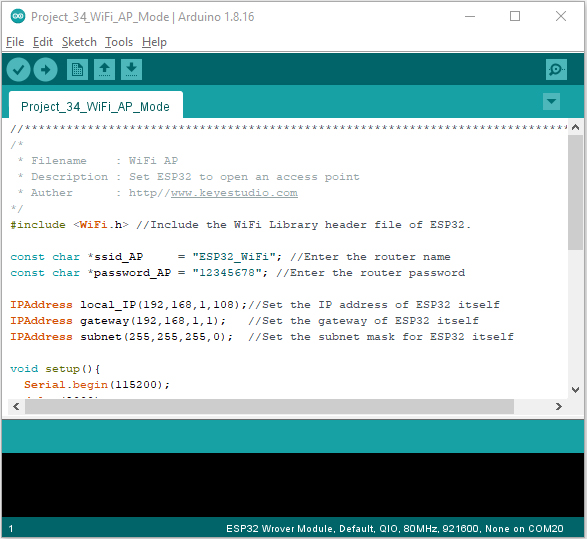 Project_34_WiFi_AP_Mode | Arduino 1.8.16
File Edit Sketch Tools Help
Project_34_WiFi_AP_Mode
//******************************************************************************
/*
 * Filename    : WiFi AP
 * Description : Set ESP32 to open an access point
 * Auther      : http//www.keyestudio.com
*/
#include <WiFi.h> //Include the WiFi Library header file of ESP32.
const char *ssid_AP     = "ESP32_WiFi"; //Enter the router name
const char *password_AP = "12345678"; //Enter the router password
IPAddress local_IP(192,168,1,108);//Set the IP address of ESP32 itself
IPAddress gateway(192,168,1,1);   //Set the gateway of ESP32 itself
IPAddress subnet(255,255,255,0);  //Set the subnet mask for ESP32 itself
void setup(){
  Serial.begin(115200);
1
ESP32 Wrover Module, Default, QIO, 80MHz, 921600, None on COM20